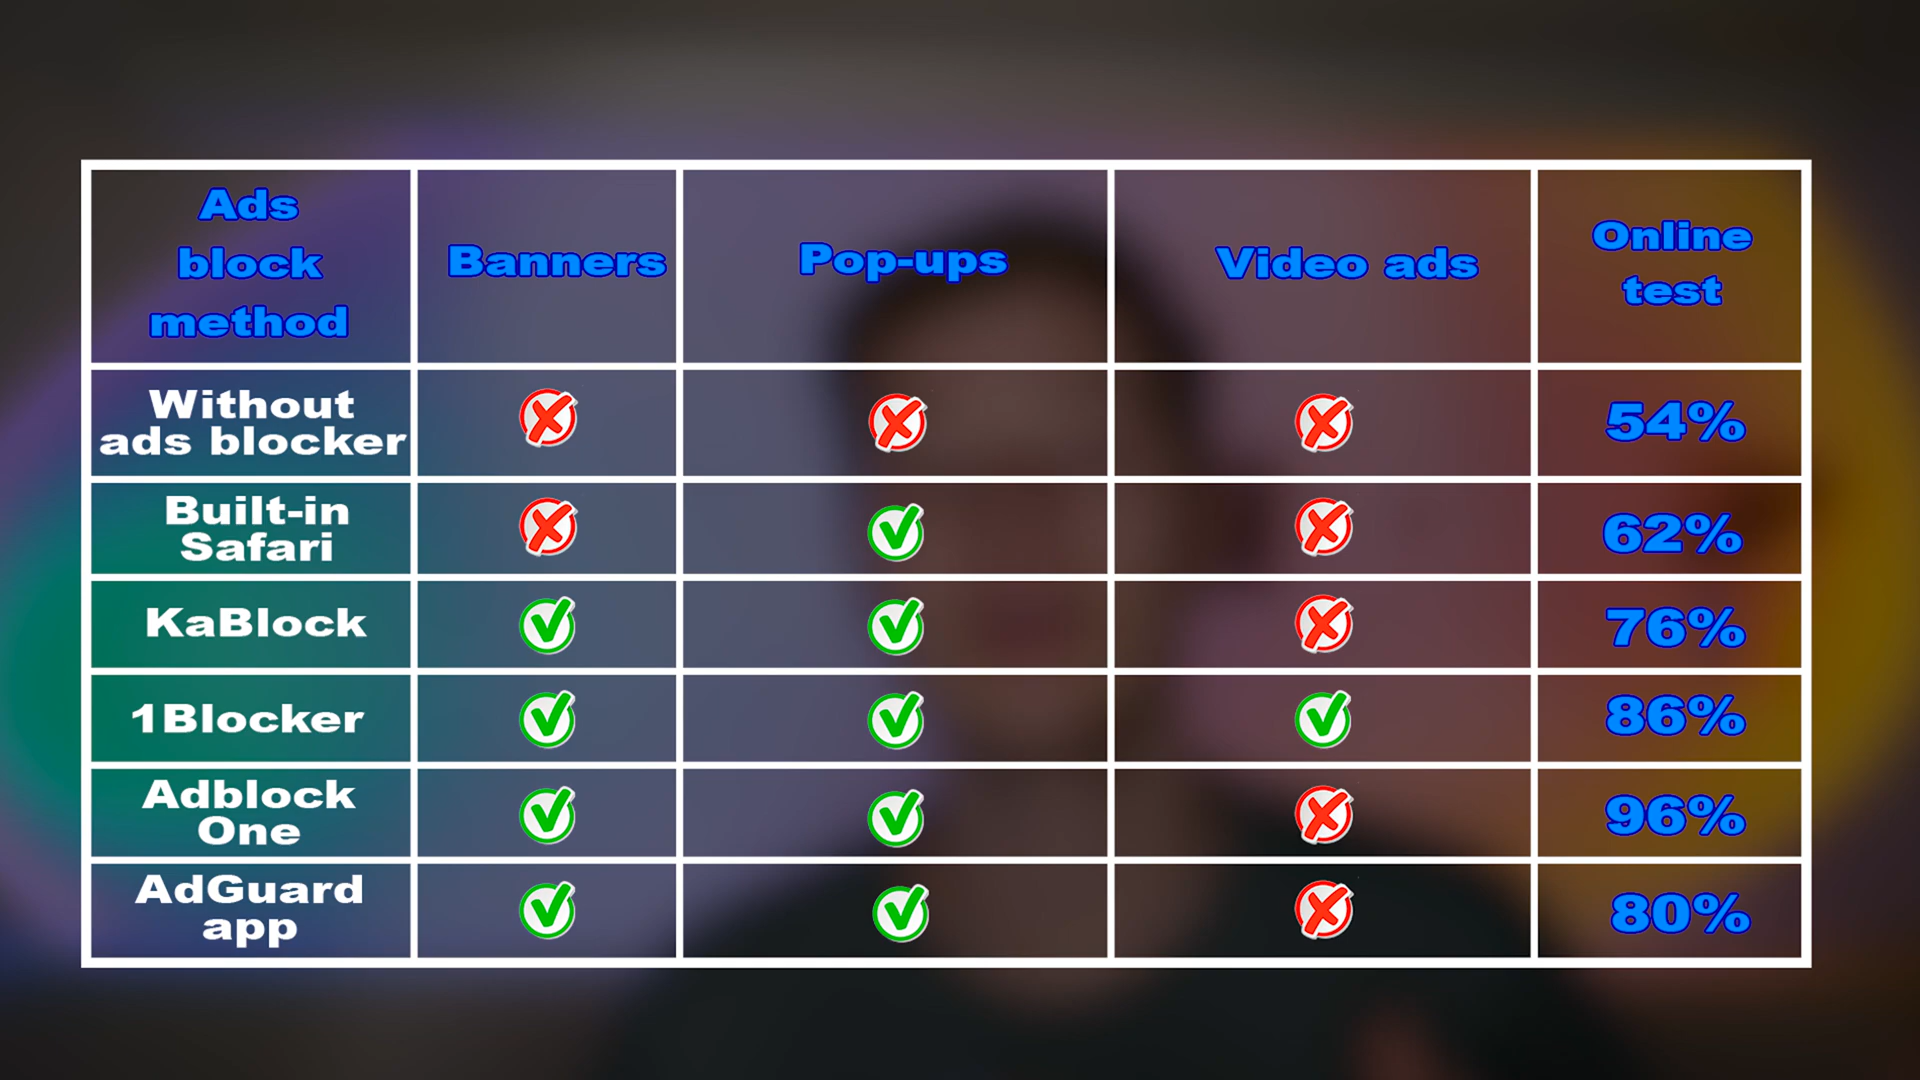 Ads
block
method
Banners
Pop-ups
Video ads
Online
test
Without
ads blocker
54%
Built-in
Safari
62%
KaBlock
76%
1Blocker
86%
Adblock
One
96%
AdGuard
app
80%